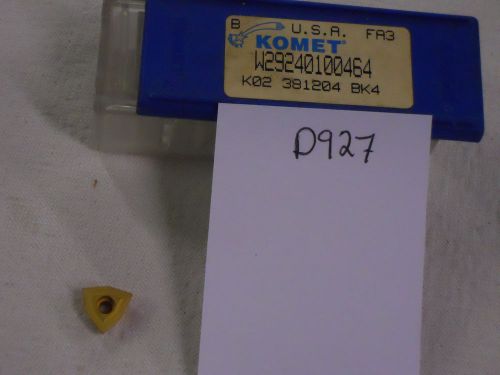 B U.S.A. FA3
KOMET®
W29240100464
K02 381204 BK4
D927